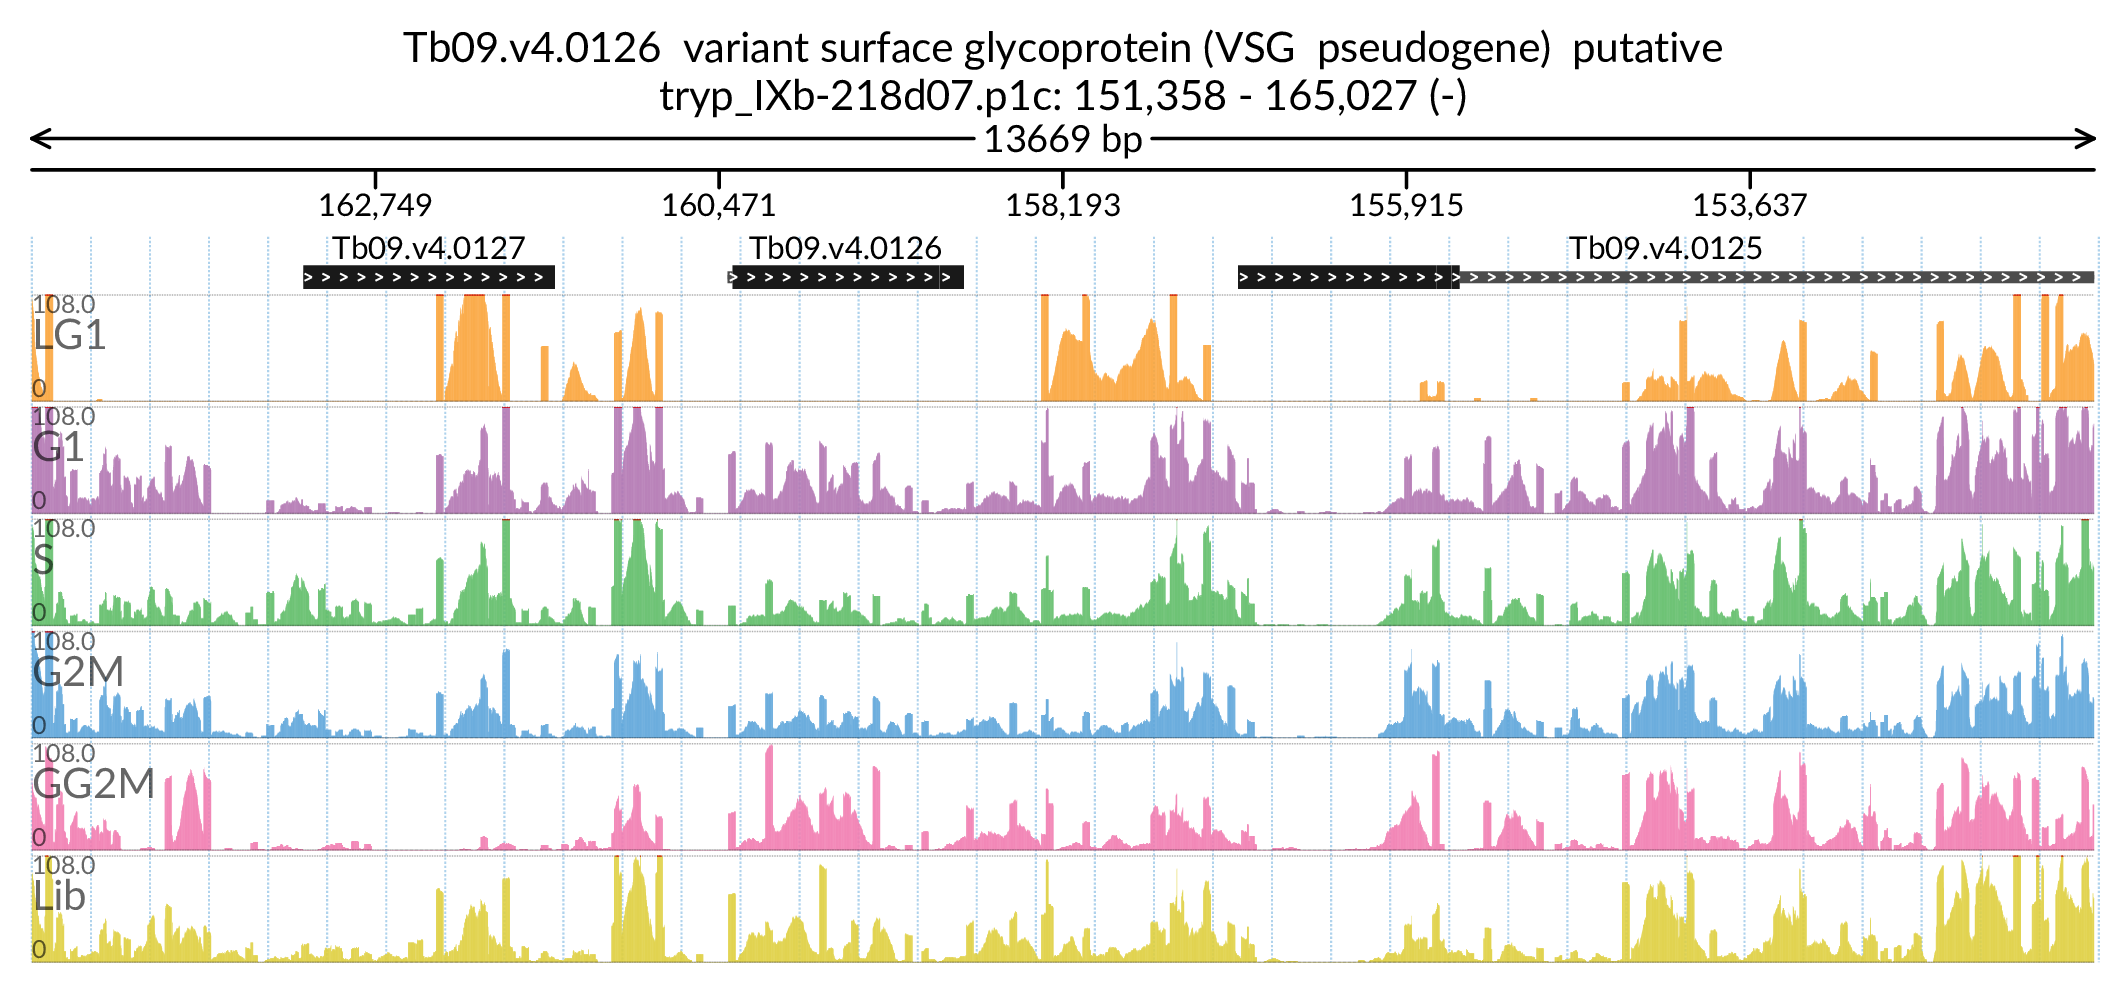 Tb09.v4.0126 variant surface glycoprotein (VSG pseudogene) putative
tryp_IXb-218d07.p1c: 151,358 - 165,027 (-)
13669 bp
162,749 160,471 158,193 155,915 153,637
Tb09.v4.0127 Tb09.v4.0126 Tb09.v4.0125
108.0
LG1
0
108.0
G1
0
108.0
S
0
108.0
G2M
0
108.0
GG2M
0
108.0
Lib
0